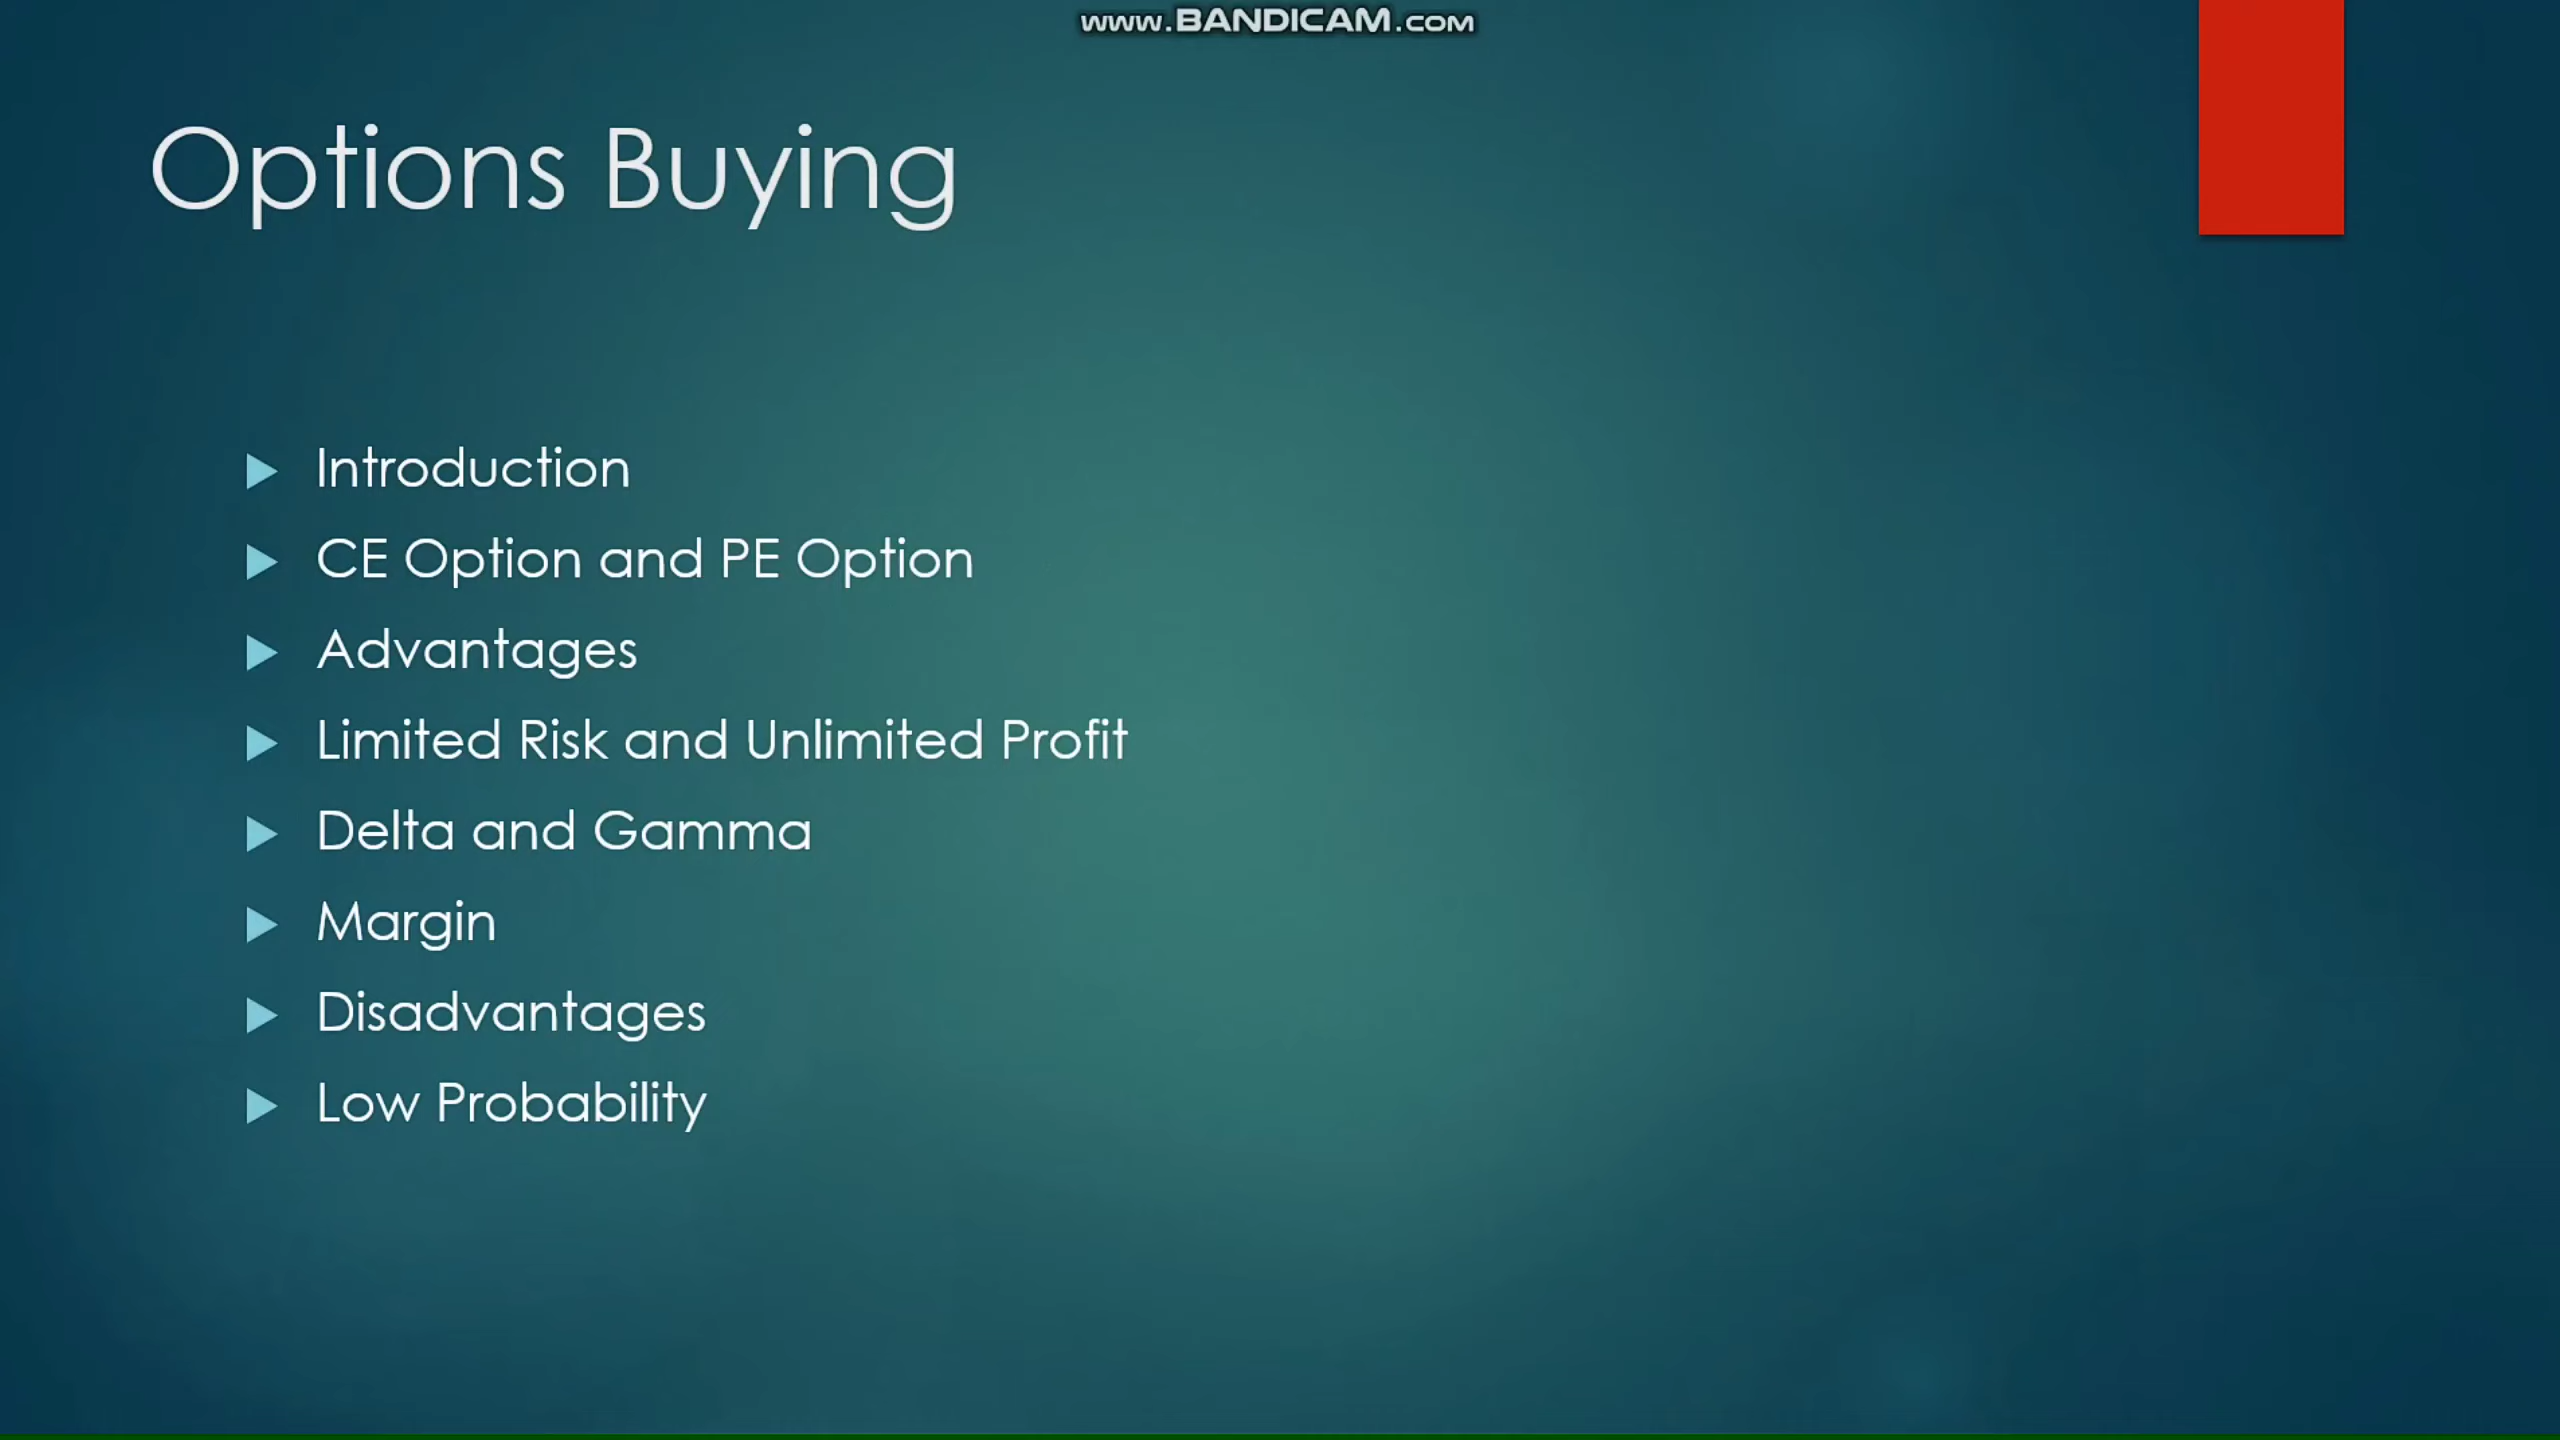 www.BANDICAM.COM
Options Buying
Introduction
CE Option and PE Option
Advantages
Limited Risk and Unlimited Profit
Delta and Gamma
Margin
Disadvantages
Low Probability